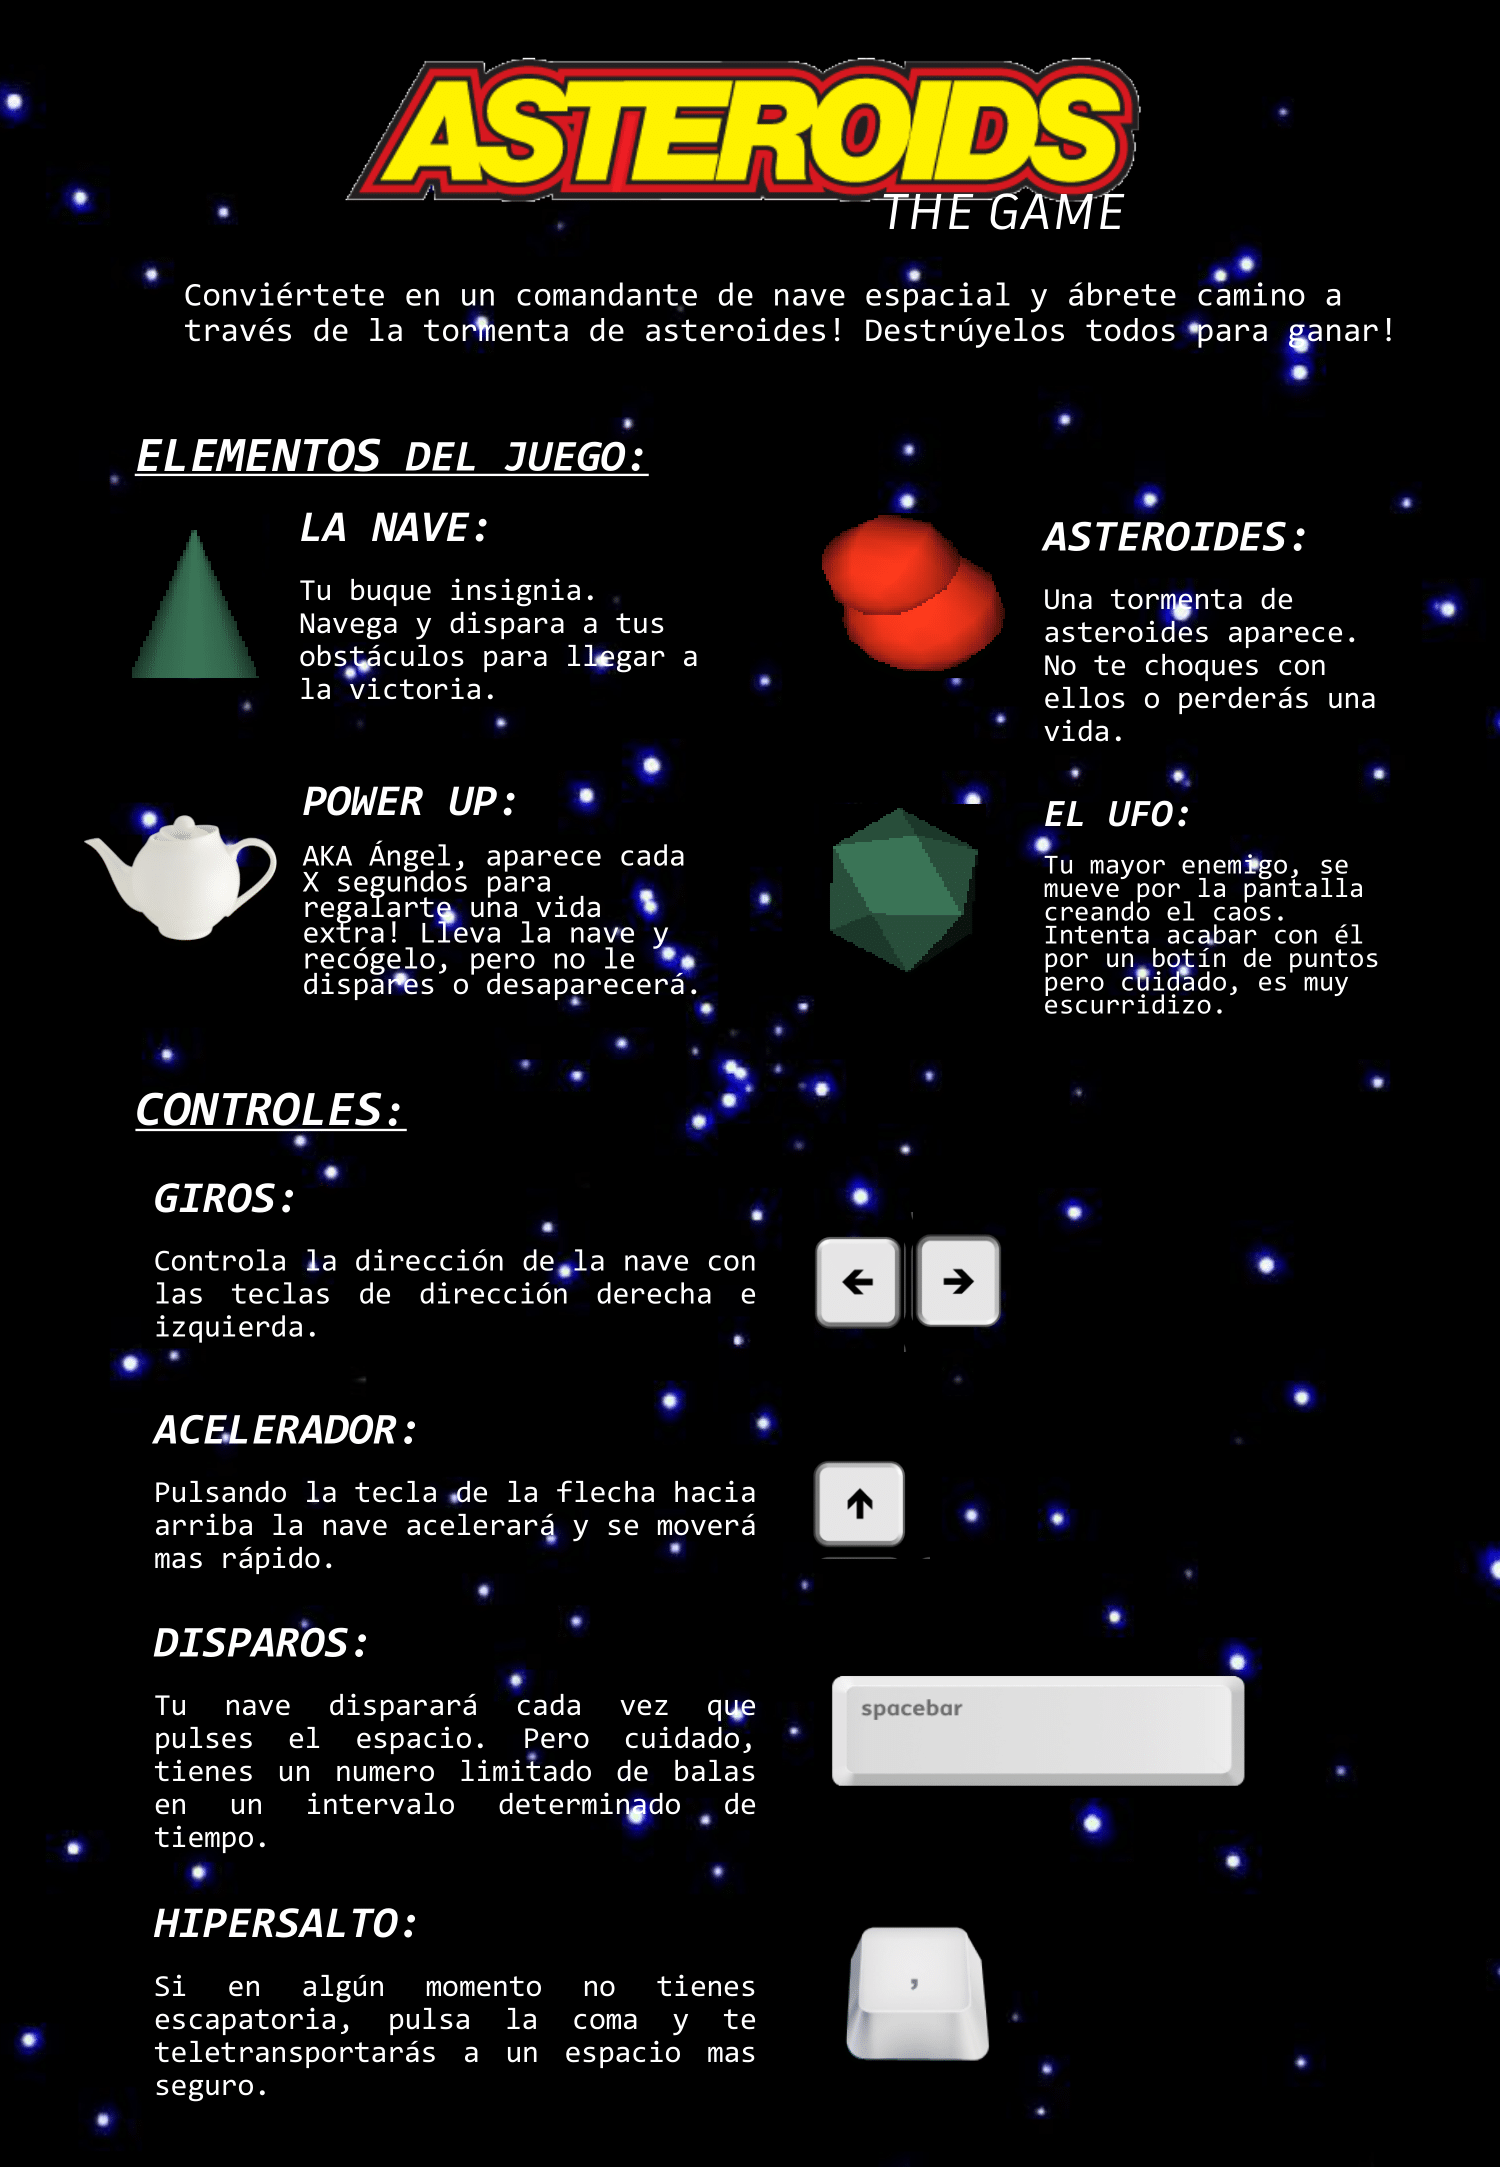 ASTEROIDS
THE GAME
Conviértete en un comandante de nave espacial y ábrete camino a
través de la tormenta de asteroides! Destrúyelos todos para ganar!
ELEMENTOS DEL JUEGO:
LA NAVE:
Tu buque insignia.
Navega y dispara a tus
obstáculos para llegar a
la victoria.
ASTEROIDES:
Una tormenta de
asteroides aparece.
No te choques con
ellos o perderás una
vida.
POWER UP:
AKA Ángel, aparece cada
X segundos para
regalarte una vida
extra! Lleva la nave y
recógelo, pero no le
dispares o desaparecerá.
EL UFO:
Tu mayor enemigo, se
mueve por la pantalla
creando el caos.
Intenta acabar con él
por un botín de puntos
pero cuidado, es muy
escurridizo.
CONTROLES:
GIROS:
Controla la dirección de la nave con
las teclas de dirección derecha e
izquierda.
← →
ACELERADOR:
Pulsando la tecla de la flecha hacia
arriba la nave acelerará y se moverá
mas rápido.
↑
DISPAROS:
Tu nave disparará cada vez que
pulses el espacio. Pero cuidado,
tienes un numero limitado de balas
en un intervalo determinado de
tiempo.
spacebar
HIPERSALTO:
Si en algún momento no tienes
escapatoria, pulsa la coma y te
teletransportarás a un espacio mas
seguro.
,